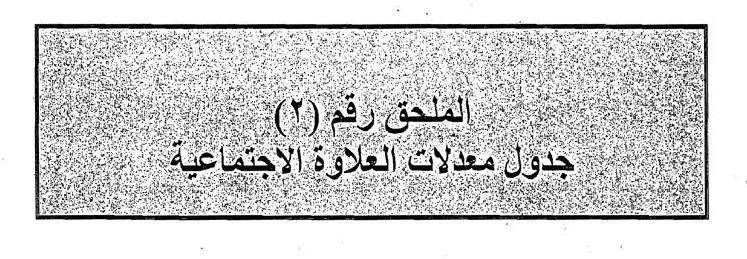 الملحق رقم (٢)
جدول معدلات العلاوة الاجتماعية